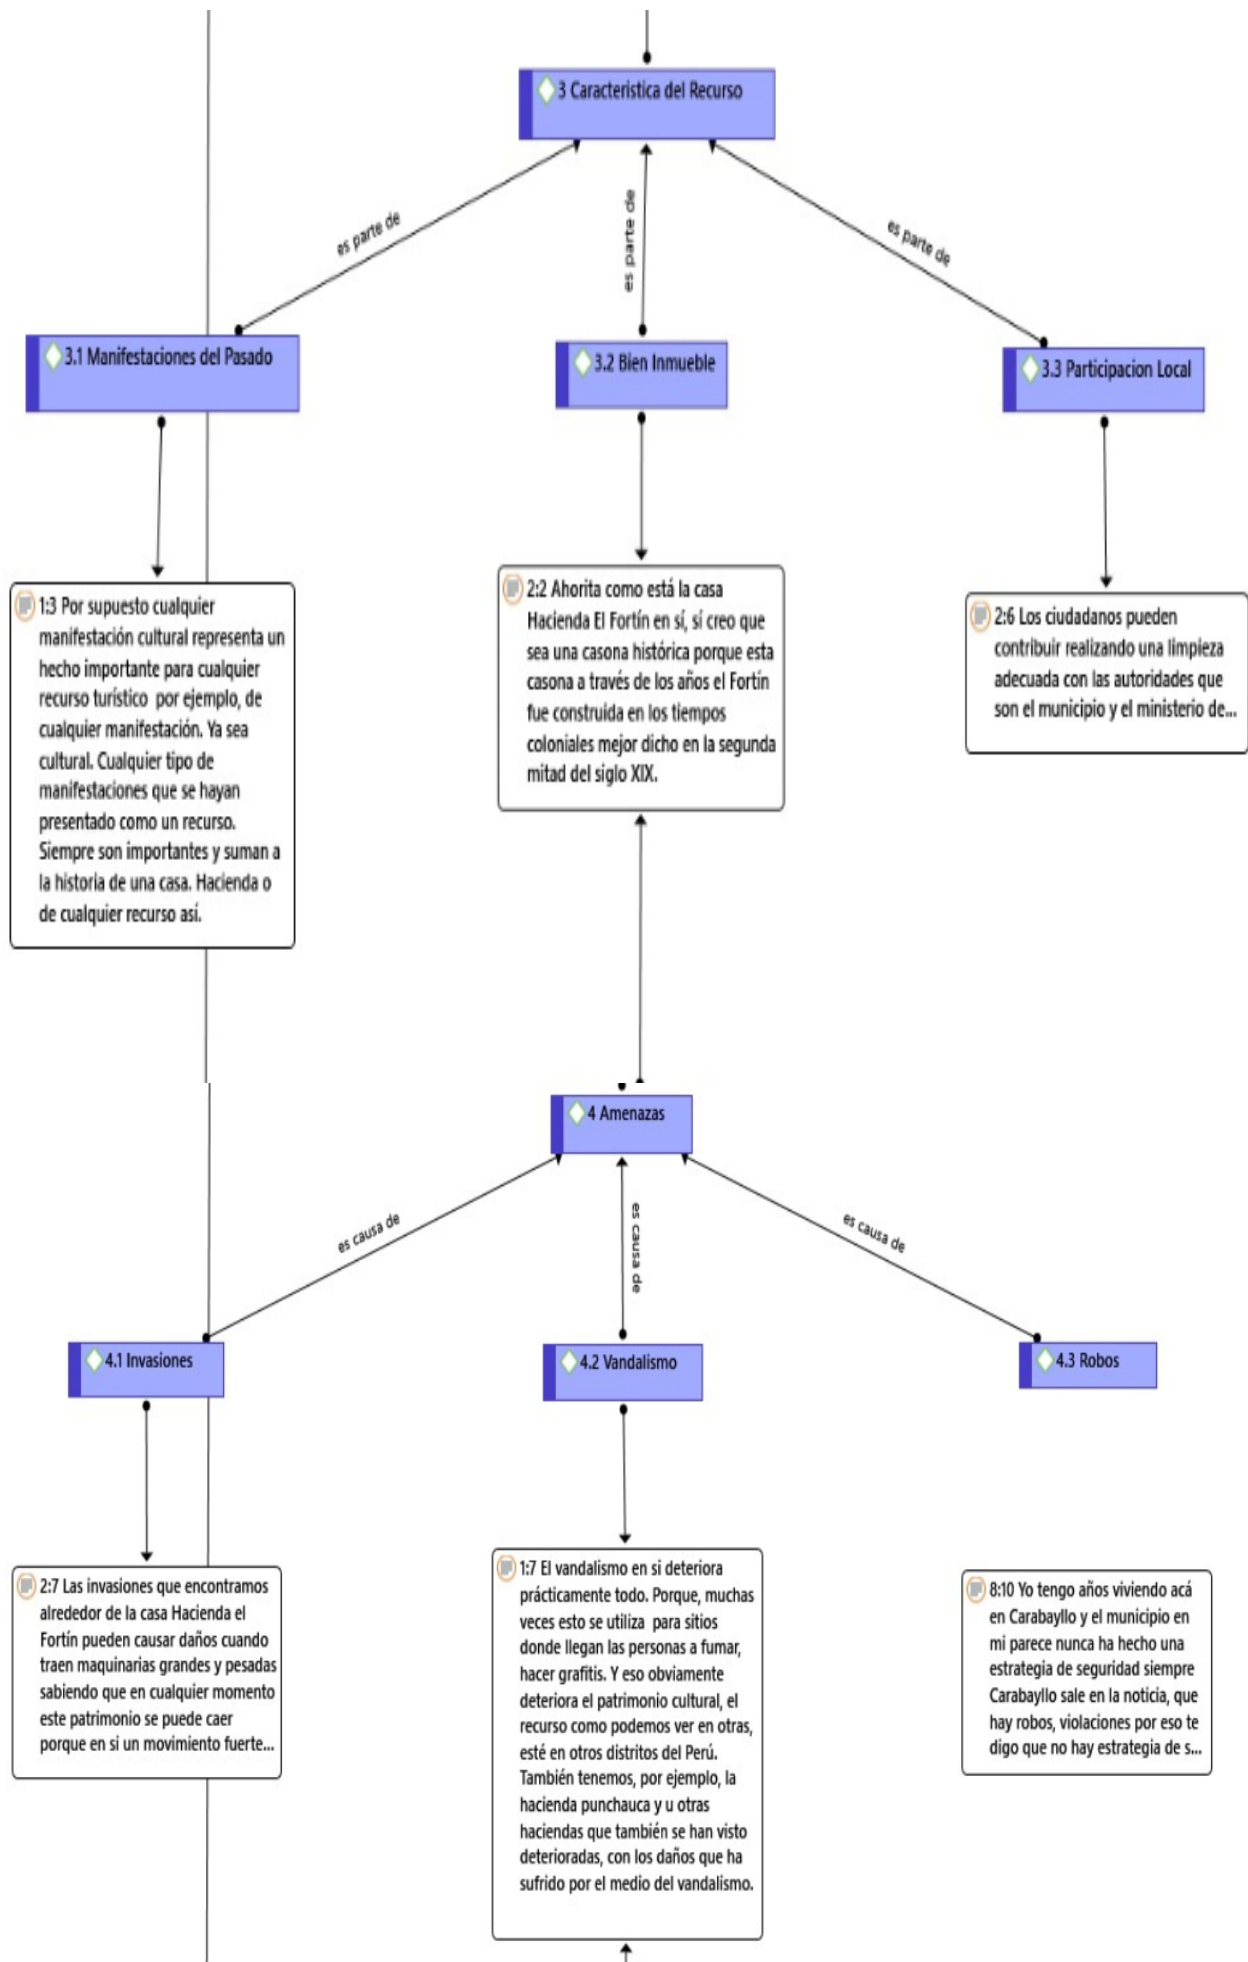 3 Caracteristica del Recurso
es parte de
es parte de
es parte de
3.1 Manifestaciones del Pasado
3.2 Bien Inmueble
3.3 Participacion Local
1:3 Por supuesto cualquier
manifestación cultural representa un
hecho importante para cualquier
recurso turístico por ejemplo, de
cualquier manifestación. Ya sea
cultural. Cualquier tipo de
manifestaciones que se hayan
presentado como un recurso.
Siempre son importantes y suman a
la historia de una casa. Hacienda o
de cualquier recurso así.
2:2 Ahorita como está la casa
Hacienda El Fortín en sí, sí creo que
sea una casona histórica porque esta
casona a través de los años el Fortín
fue construida en los tiempos
coloniales mejor dicho en la segunda
mitad del siglo XIX.
2:6 Los ciudadanos pueden
contribuir realizando una limpieza
adecuada con las autoridades que
son el municipio y el ministerio de...
4 Amenazas
es causa de
es causa de
es causa de
4.1 Invasiones
4.2 Vandalismo
4.3 Robos
2:7 Las invasiones que encontramos
alrededor de la casa Hacienda el
Fortín pueden causar daños cuando
traen maquinarias grandes y pesadas
sabiendo que en cualquier momento
este patrimonio se puede caer
porque en si un movimiento fuerte...
1:7 El vandalismo en si deteriora
prácticamente todo. Porque, muchas
veces esto se utiliza para sitios
donde llegan las personas a fumar,
hacer grafitis. Y eso obviamente
deteriora el patrimonio cultural, el
recurso como podemos ver en otras,
esté en otros distritos del Perú.
También tenemos, por ejemplo, la
hacienda punchauca y u otras
haciendas que también se han visto
deterioradas, con los daños que ha
sufrido por el medio del vandalismo.
8:10 Yo tengo años viviendo acá
en Carabayllo y el municipio en
mi parece nunca ha hecho una
estrategia de seguridad siempre
Carabayllo sale en la noticia, que
hay robos, violaciones por eso te
digo que no hay estrategia de s...